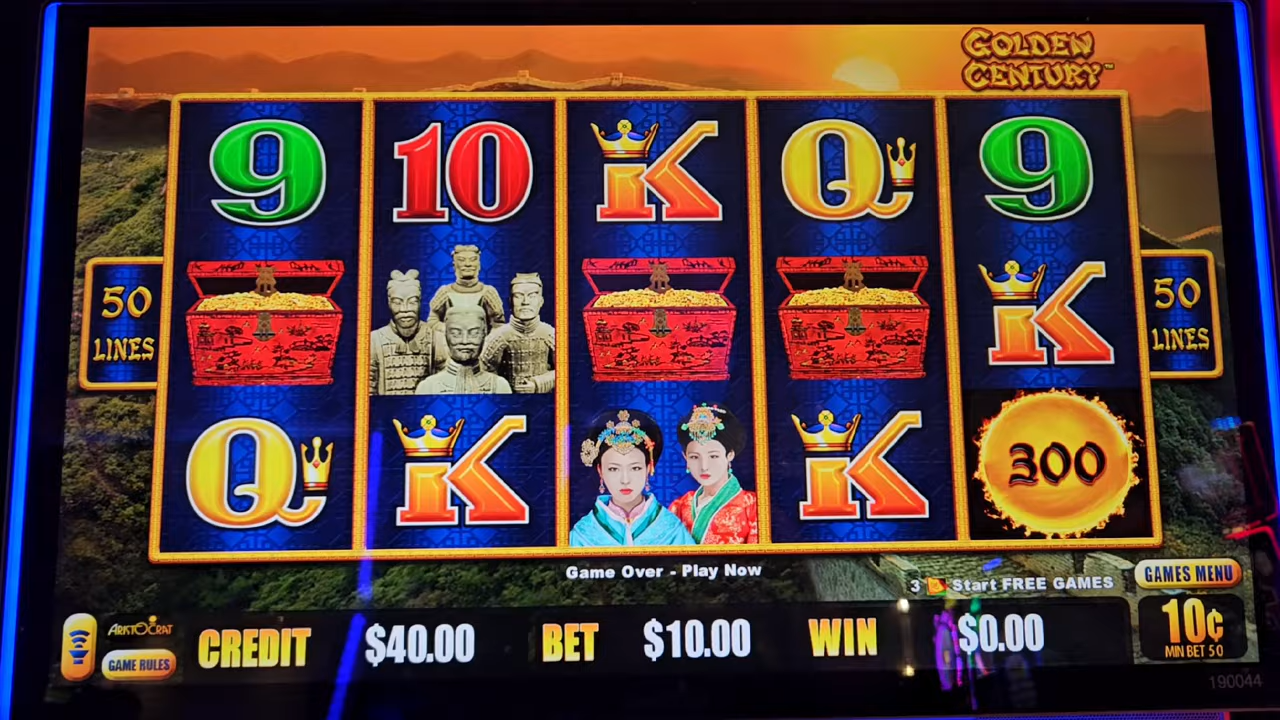 GOLDEN
CENTURY™
9 10 K Q 9
50
LINES
K
50
LINES
Q K K 300
Game Over - Play Now
3 Start FREE GAMES
GAMES MENU
ARISTOCRAT
GAME RULES
CREDIT $40.00 BET $10.00 WIN $0.00
10¢
MIN BET 50
190044